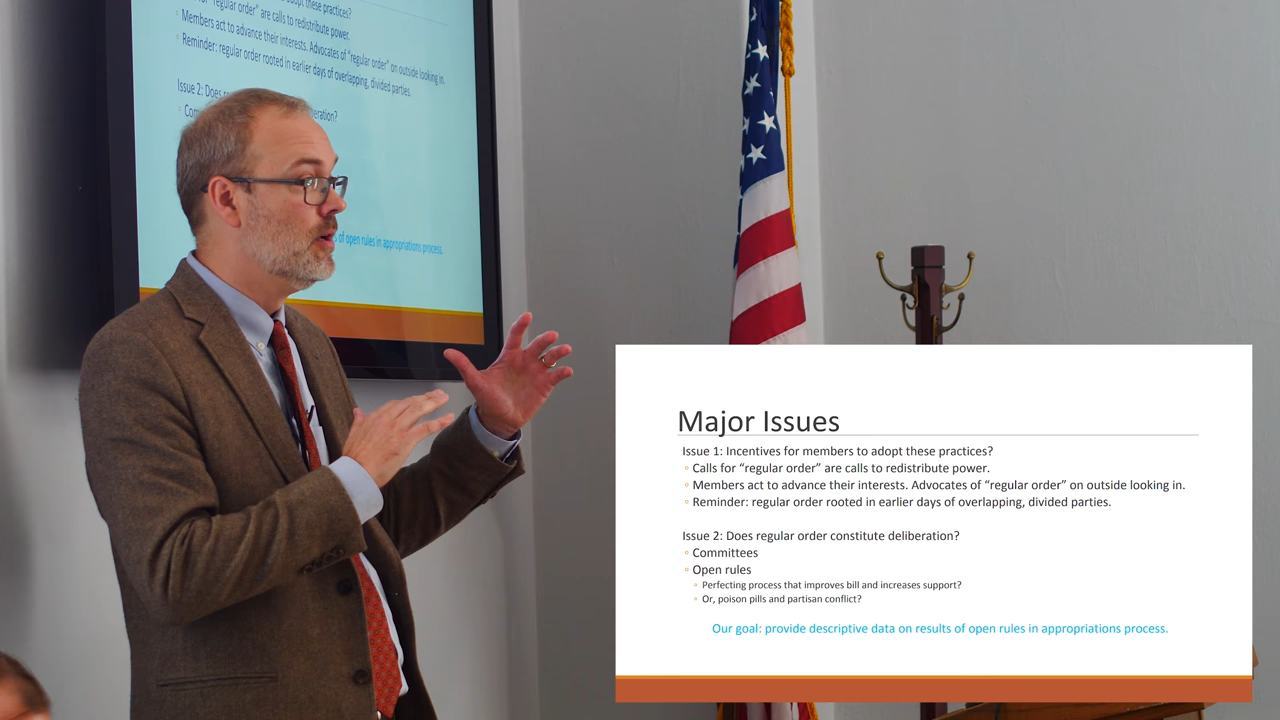 adopt these practices?
"regular order" are calls to redistribute power.
Members act to advance their interests. Advocates of "regular order" on outside looking in.
Reminder: regular order rooted in earlier days of overlapping, divided parties.
Issue 2: Does
of open rules in appropriations process.
Major Issues
Issue 1: Incentives for members to adopt these practices?
◦ Calls for “regular order” are calls to redistribute power.
◦ Members act to advance their interests. Advocates of “regular order” on outside looking in.
◦ Reminder: regular order rooted in earlier days of overlapping, divided parties.
Issue 2: Does regular order constitute deliberation?
◦ Committees
◦ Open rules
◦ Perfecting process that improves bill and increases support?
◦ Or, poison pills and partisan conflict?
Our goal: provide descriptive data on results of open rules in appropriations process.